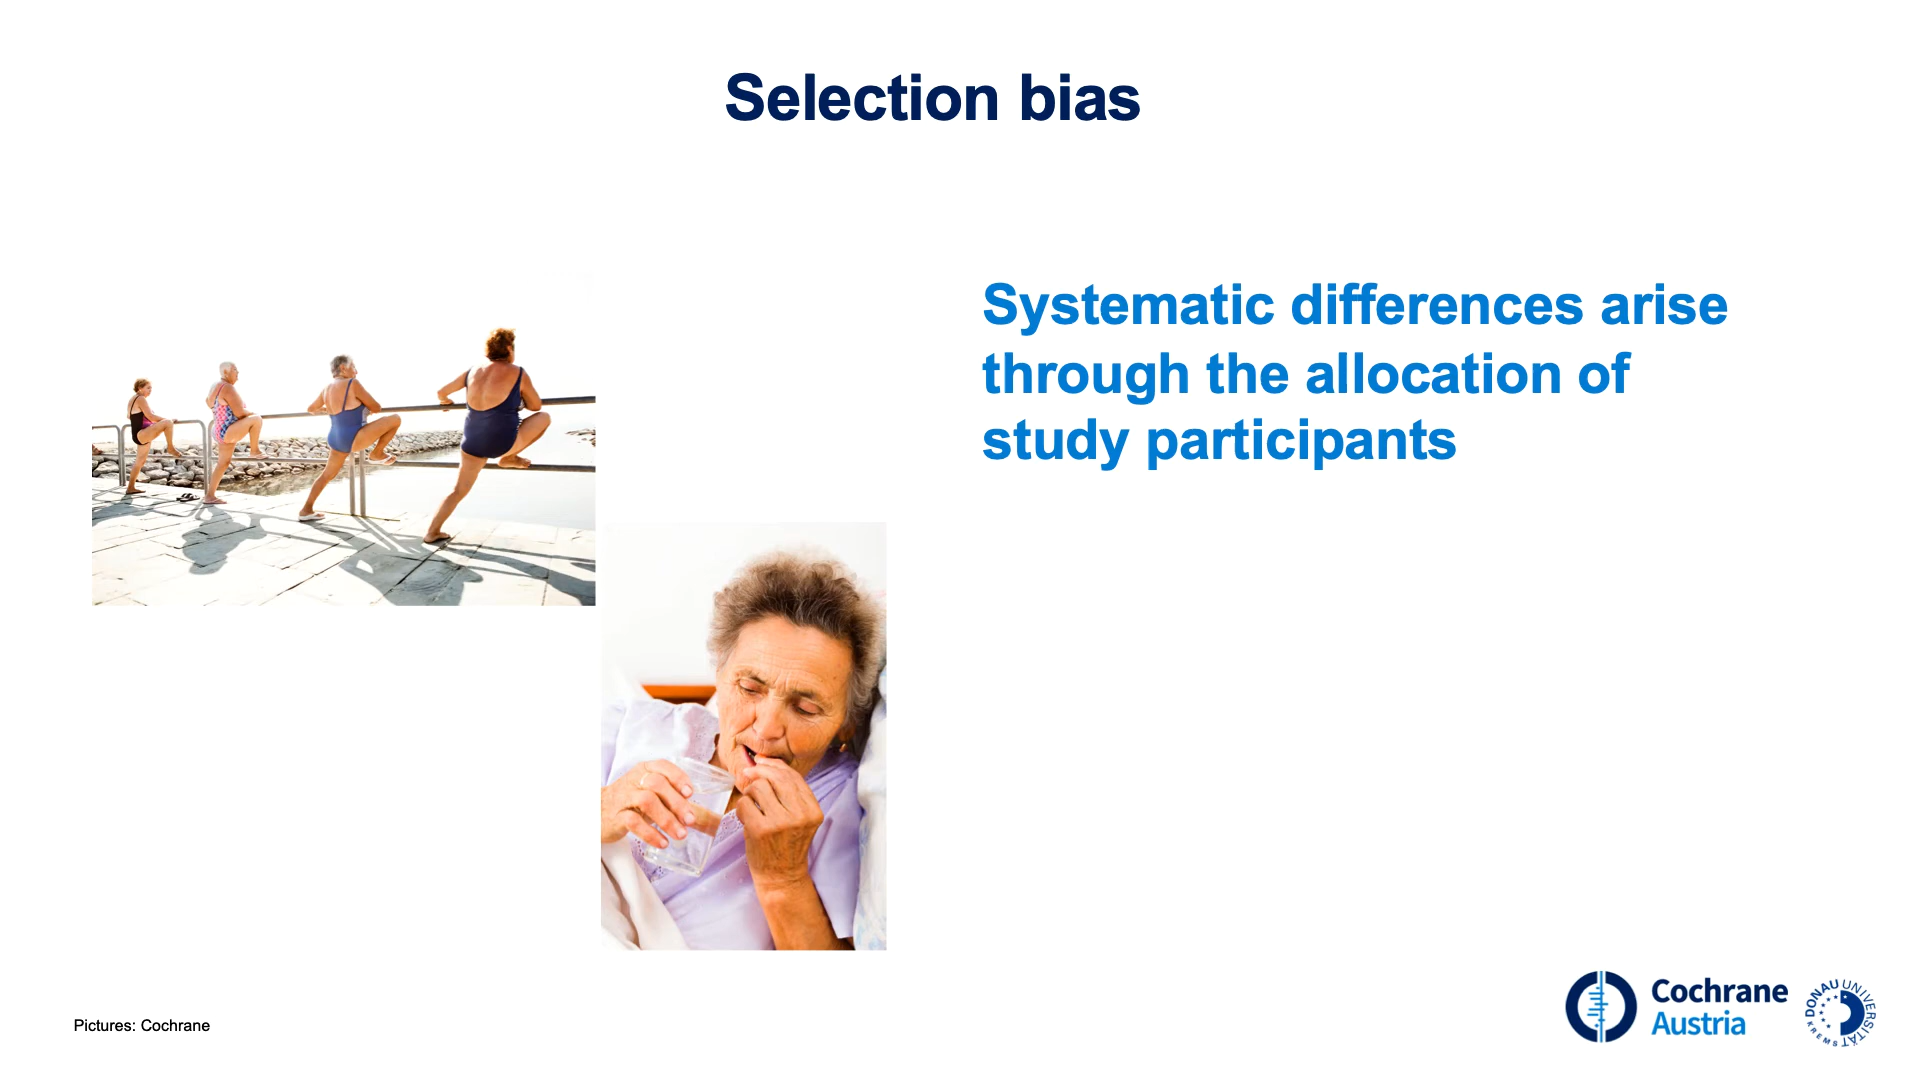 Selection bias
Systematic differences arise
through the allocation of
study participants
Pictures: Cochrane
Cochrane
Austria
DONAU UNIVERSITÄT
KREMS